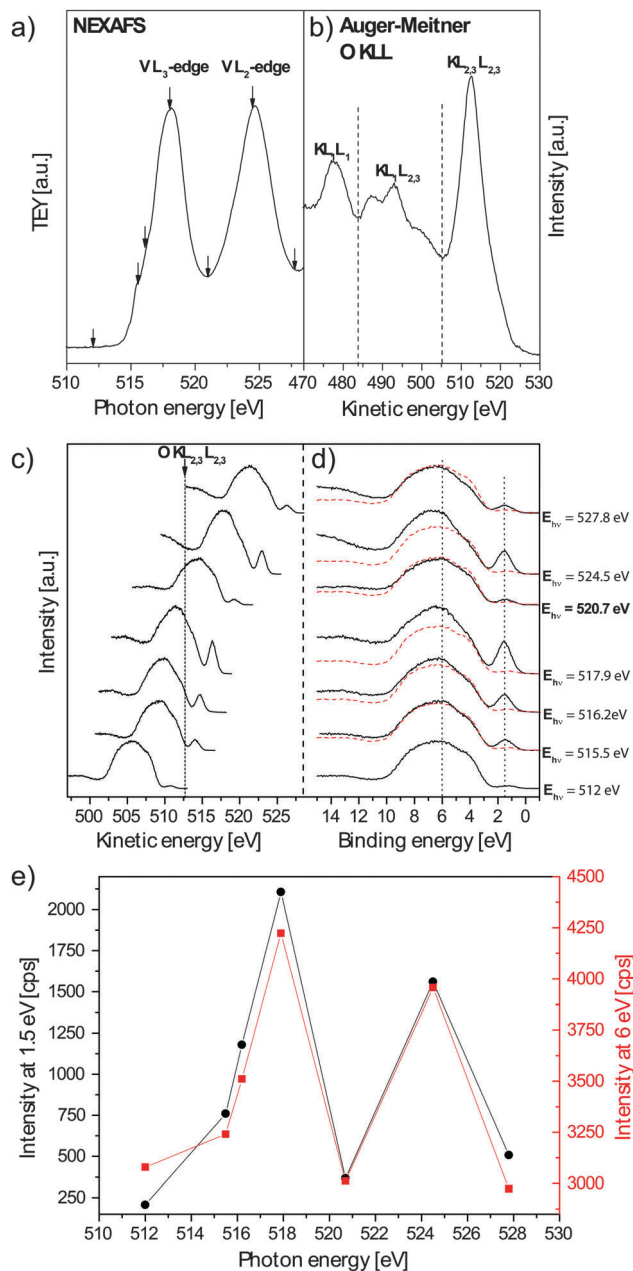 a)
NEXAFS
V L3-edge
V L2-edge
TEY [a.u.]
510 515 520 525
Photon energy [eV]
b)
Auger-Meitner
O KLL
KL2,3L2,3
KL1L1
KL1L2,3
Intensity [a.u.]
470 480 490 500 510 520 530
Kinetic energy [eV]
c)
O KL2,3L2,3
Intensity [a.u.]
500 505 510 515 520 525
Kinetic energy [eV]
d)
Ehν = 527.8 eV
Ehν = 524.5 eV
Ehν = 520.7 eV
Ehν = 517.9 eV
Ehν = 516.2eV
Ehν = 515.5 eV
Ehν = 512 eV
14 12 10 8 6 4 2 0
Binding energy [eV]
e)
Intensity at 1.5 eV [cps]
2000
1750
1500
1250
1000
750
500
250
510 512 514 516 518 520 522 524 526 528 530
Photon energy [eV]
4500
4250
4000
3750
3500
3250
3000
Intensity at 6 eV [cps]